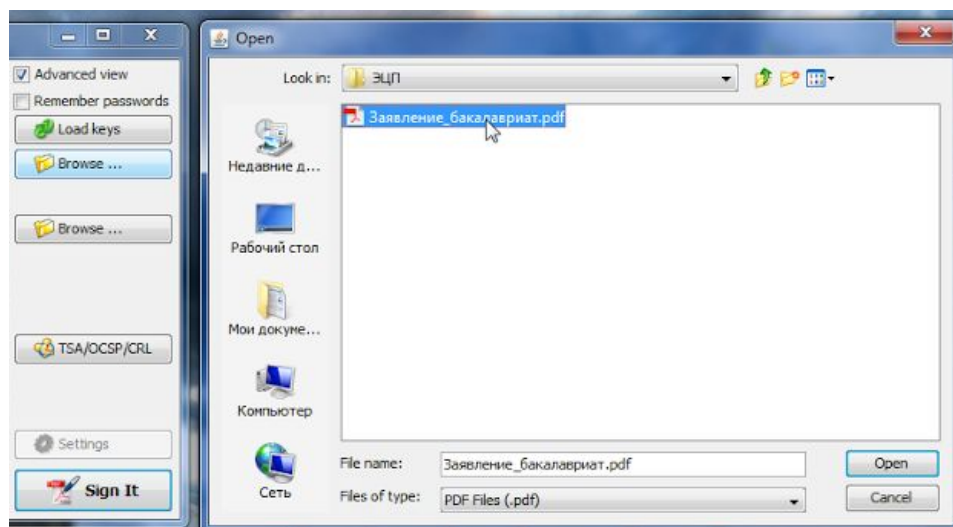 Advanced view
Remember passwords
Load keys
Browse ...
Browse ...
TSA/OCSP/CRL
Settings
Sign It
Open
Look in:
ЭЦП
Заявление_бакалавриат.pdf
Недавние д...
Рабочий стол
Мои докуме...
Компьютер
Сеть
File name:
Заявление_бакалавриат.pdf
Open
Files of type:
PDF Files (.pdf)
Cancel